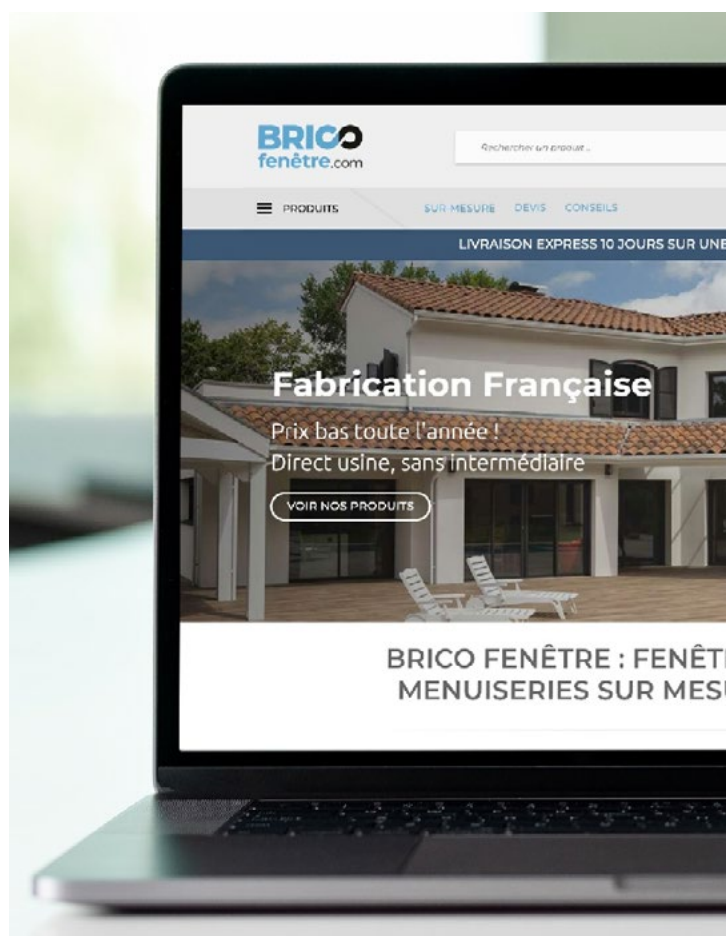 BRICO
fenêtre.com
Rechercher un produit ..
PRODUITS
SUR-MESURE DEVIS CONSEILS
LIVRAISON EXPRESS 10 JOURS SUR UNE
Fabrication Française
Prix bas toute l'année !
Direct usine, sans intermédiaire
VOIR NOS PRODUITS
BRICO FENÊTRE : FENÊT
MENUISERIES SUR MES